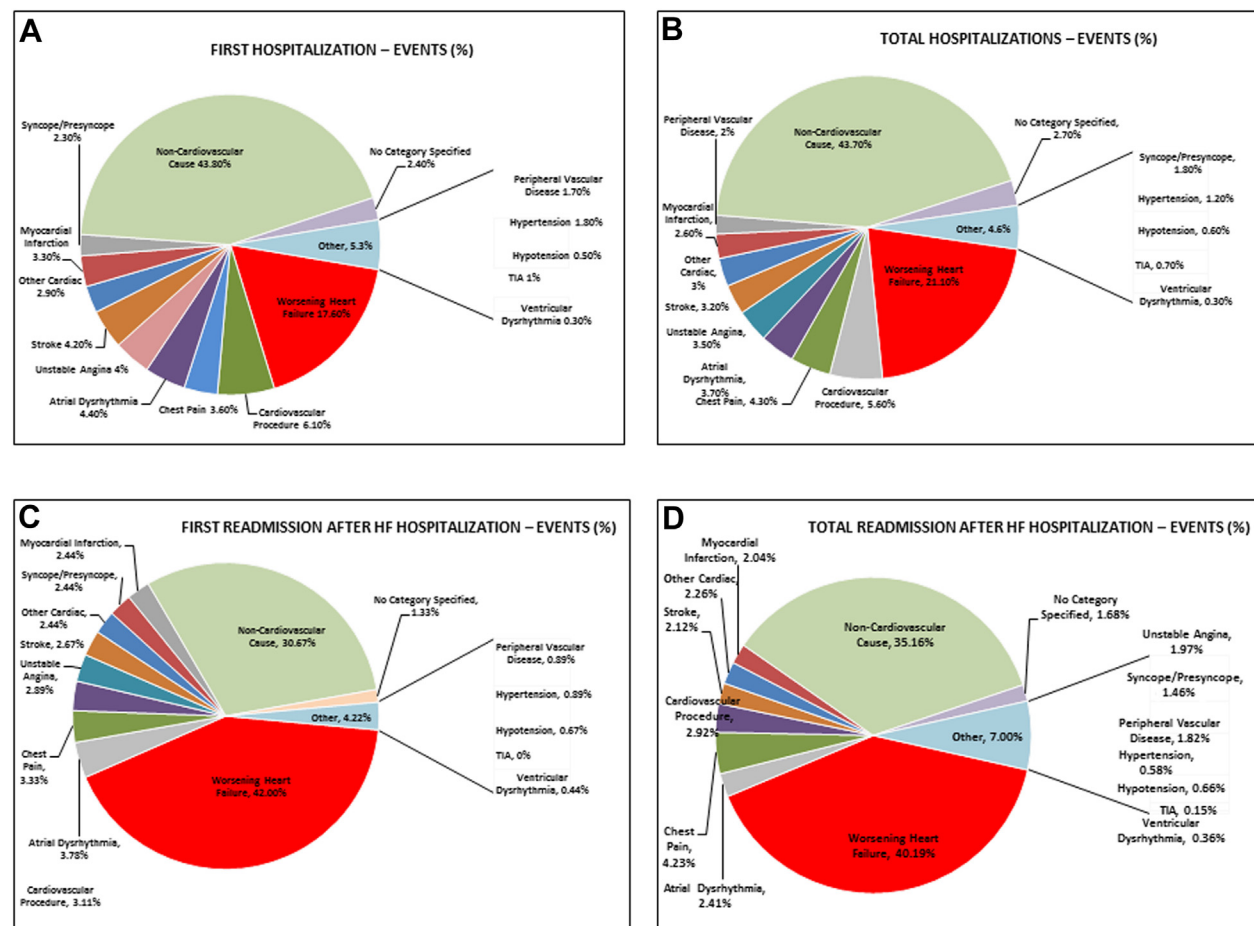 A
FIRST HOSPITALIZATION – EVENTS (%)
Syncope/Presyncope
2.30%
Non-Cardiovascular
Cause 43.80%
No Category Specified
2.40%
Peripheral Vascular
Disease 1.70%
Hypertension 1.80%
Other, 5.3%
Hypotension 0.50%
TIA 1%
Ventricular
Dysrhythmia 0.30%
Myocardial
Infarction
3.30%
Other Cardiac
2.90%
Stroke 4.20%
Unstable Angina 4%
Atrial Dysrhythmia
4.40%
Chest Pain 3.60%
Cardiovascular
Procedure 6.10%
Worsening Heart
Failure 17.60%
B
TOTAL HOSPITALIZATIONS – EVENTS (%)
Peripheral Vascular
Disease, 2%
Non-Cardiovascular
Cause, 43.70%
No Category Specified,
2.70%
Syncope/Presyncope,
1.80%
Hypertension, 1.20%
Other, 4.6%
Hypotension, 0.60%
TIA, 0.70%
Ventricular
Dysrhythmia, 0.30%
Myocardial
Infarction,
2.60%
Other
Cardiac,
3%
Stroke, 3.20%
Unstable Angina,
3.50%
Atrial
Dysrhythmia,
3.70%
Chest Pain, 4.30%
Cardiovascular
Procedure, 5.60%
Worsening Heart
Failure, 21.10%
C
FIRST READMISSION AFTER HF HOSPITALIZATION – EVENTS (%)
Myocardial Infarction,
2.44%
Syncope/Presyncope,
2.44%
Other Cardiac,
2.44%
Stroke, 2.67%
Unstable
Angina,
2.89%
Non-Cardiovascular
Cause, 30.67%
No Category Specified,
1.33%
Peripheral Vascular
Disease, 0.89%
Hypertension, 0.89%
Other, 4.22%
Hypotension, 0.67%
TIA, 0%
Ventricular
Dysrhythmia, 0.44%
Chest
Pain,
3.33%
Atrial Dysrhythmia,
3.78%
Cardiovascular
Procedure, 3.11%
Worsening Heart
Failure, 42.00%
D
TOTAL READMISSION AFTER HF HOSPITALIZATION – EVENTS (%)
Myocardial
Infarction, 2.04%
Other Cardiac,
2.26%
Stroke,
2.12%
Cardiovascular
Procedure,
2.92%
Non-Cardiovascular
Cause, 35.16%
No Category
Specified, 1.68%
Unstable Angina,
1.97%
Syncope/Presyncope,
1.46%
Peripheral Vascular
Disease, 1.82%
Other, 7.00%
Hypertension,
0.58%
Hypotension, 0.66%
TIA, 0.15%
Ventricular
Dysrhythmia, 0.36%
Chest
Pain,
4.23%
Atrial Dysrhythmia,
2.41%
Worsening Heart
Failure, 40.19%